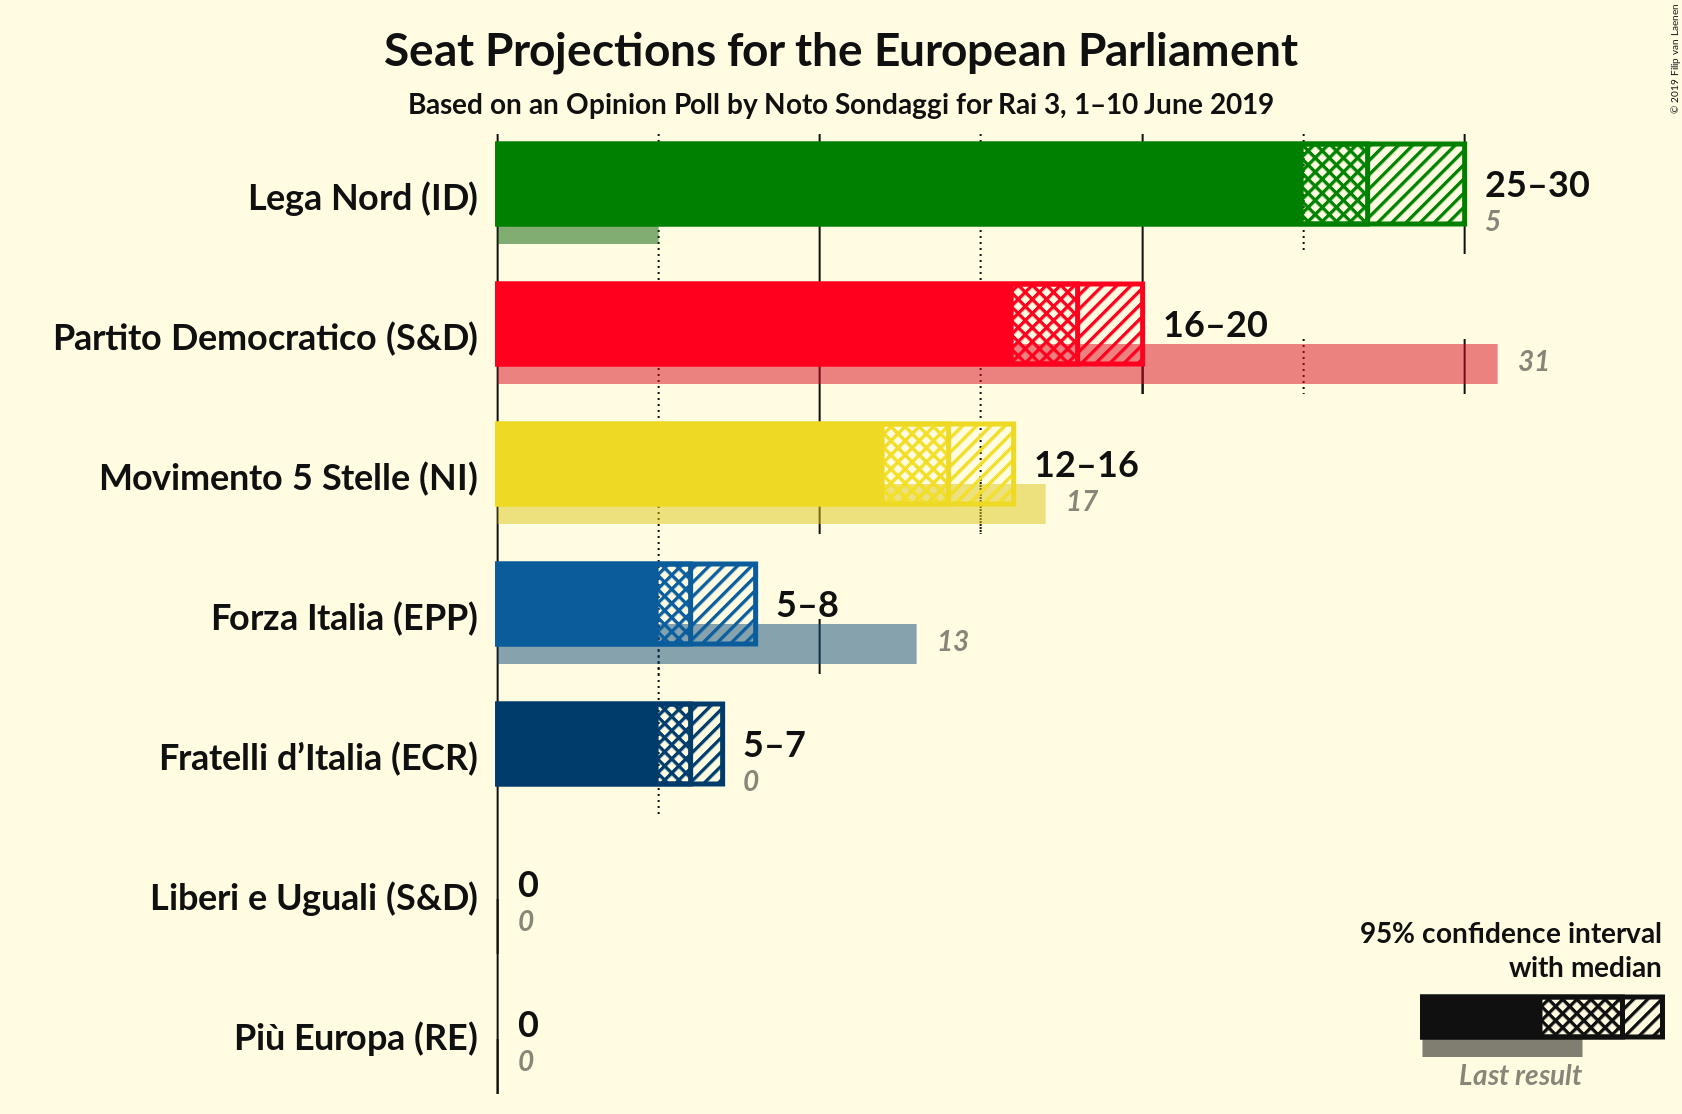 Seat Projections for the European Parliament
Based on an Opinion Poll by Noto Sondaggi for Rai 3, 1–10 June 2019
© 2019 Filip van Laenen
Lega Nord (ID)
25–30
5
Partito Democratico (S&D)
16–20
31
Movimento 5 Stelle (NI)
12–16
17
Forza Italia (EPP)
5–8
13
Fratelli d’Italia (ECR)
5–7
0
Liberi e Uguali (S&D)
0
0
Più Europa (RE)
0
0
95% confidence interval
with median
Last result